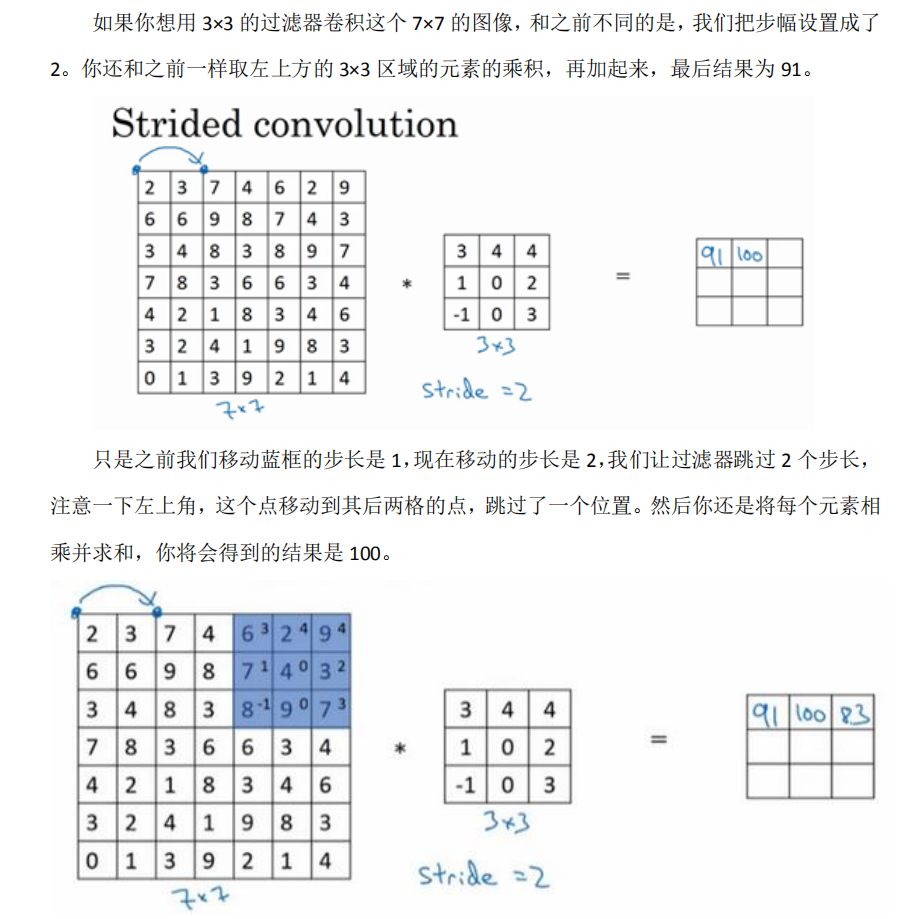 如果你想用 3×3 的过滤器卷积这个 7×7 的图像，和之前不同的是，我们把步幅设置成了
2。你还和之前一样取左上方的 3×3 区域的元素的乘积，再加起来，最后结果为 91。
Strided convolution
2 3 7 4 6 2 9
6 6 9 8 7 4 3
3 4 8 3 8 9 7
7 8 3 6 6 3 4
4 2 1 8 3 4 6
3 2 4 1 9 8 3
0 1 3 9 2 1 4
7×7
*
3 4 4
1 0 2
-1 0 3
3×3
stride = 2
=
91 100
只是之前我们移动蓝框的步长是 1，现在移动的步长是 2，我们让过滤器跳过 2 个步长，
注意一下左上角，这个点移动到其后两格的点，跳过了一个位置。然后你还是将每个元素相
乘并求和，你将会得到的结果是 100。
2 3 7 4 6 3 2 4 9 4
6 6 9 8 7 1 4 0 3 2
3 4 8 3 8 -1 9 0 7 3
7 8 3 6 6 3 4
4 2 1 8 3 4 6
3 2 4 1 9 8 3
0 1 3 9 2 1 4
7×7
*
3 4 4
1 0 2
-1 0 3
3×3
stride = 2
=
91 100 83